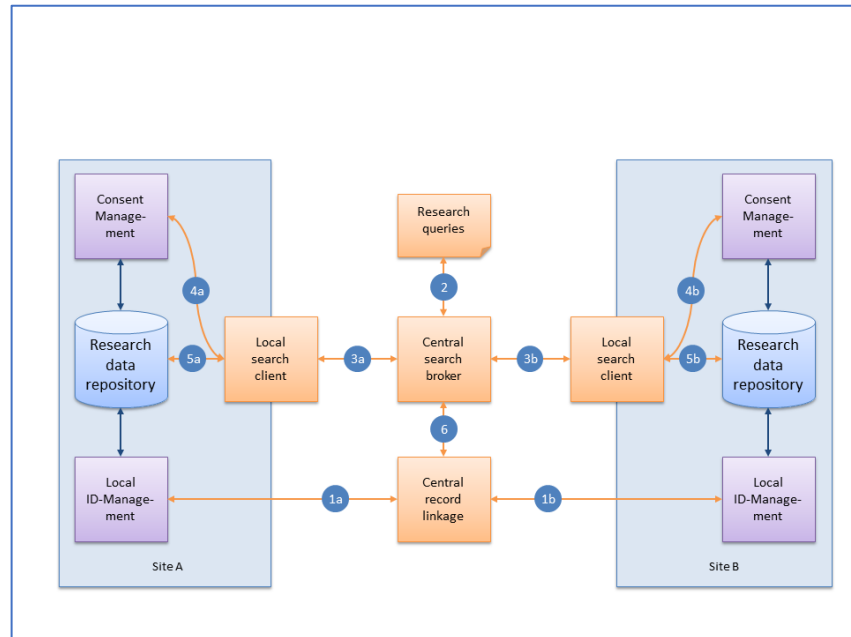 Consent
Manage-
ment
Research
queries
Consent
Manage-
ment
4a
2
4b
Research
data
repository
5a
Local
search
client
3a
Central
search
broker
3b
Local
search
client
5b
Research
data
repository
6
Local
ID-Manage-
ment
1a
Central
record
linkage
1b
Local
ID-Manage-
ment
Site A
Site B